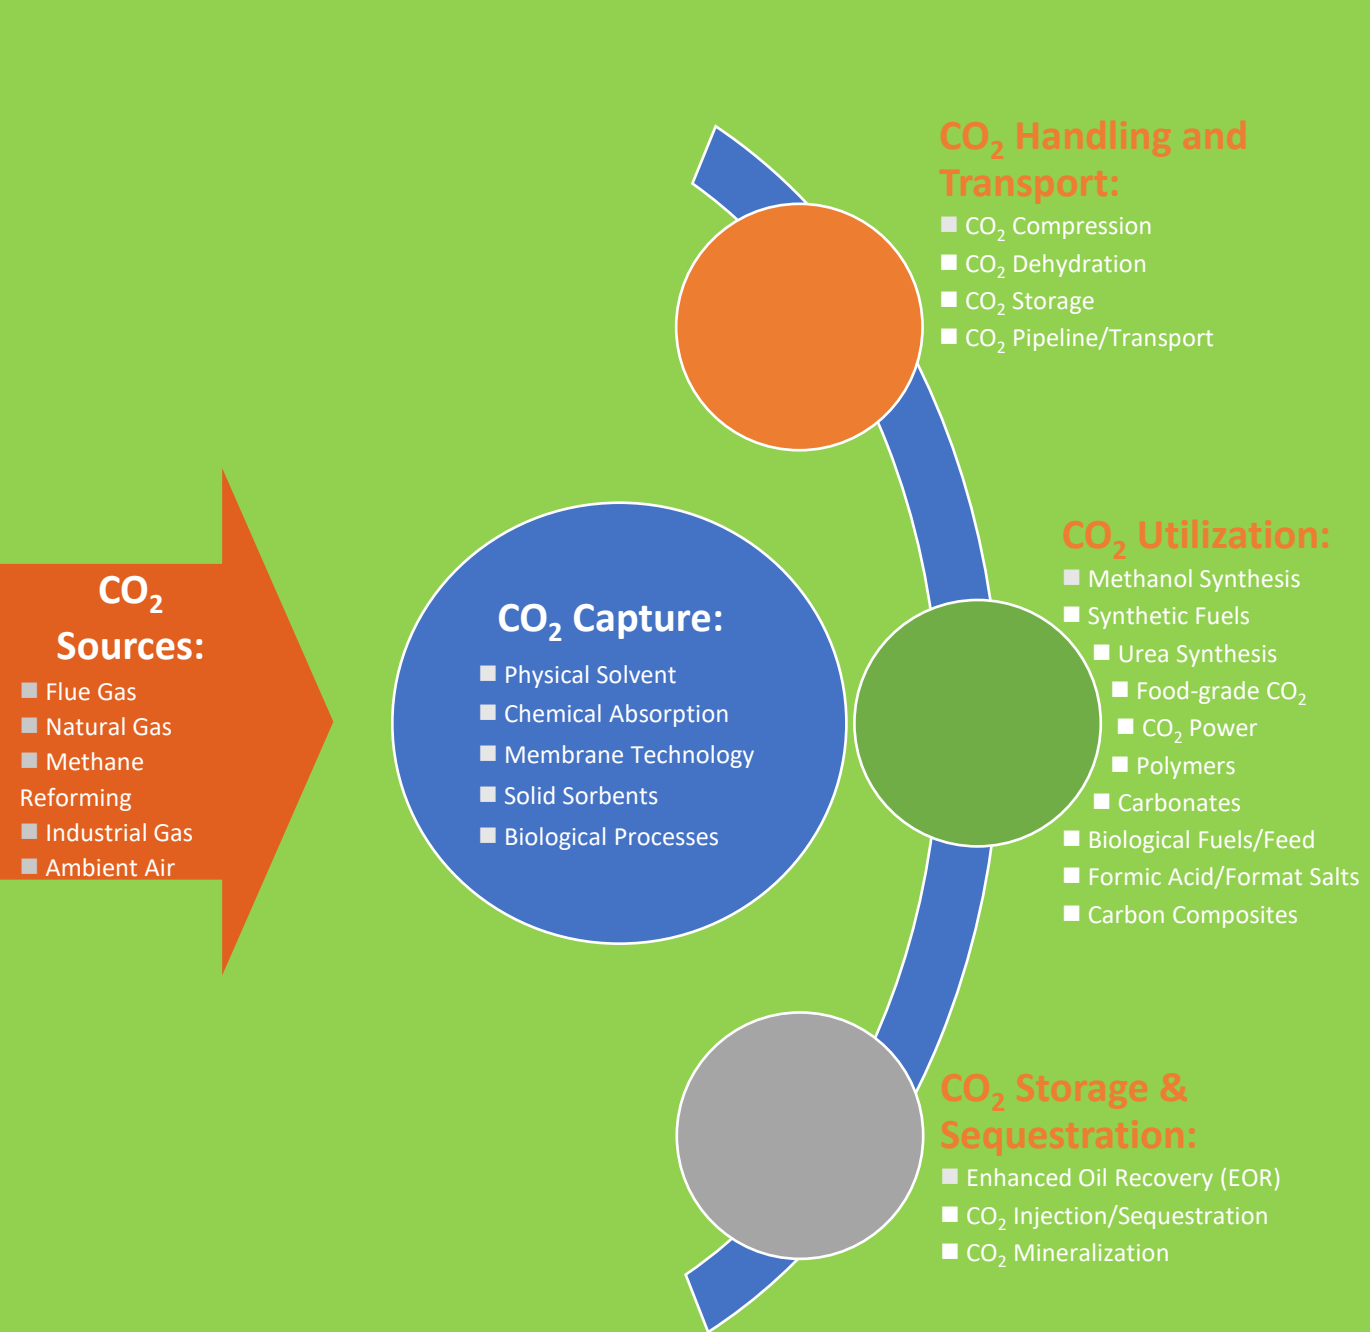 CO₂
Sources:
Flue Gas
Natural Gas
Methane
Reforming
Industrial Gas
Ambient Air
CO₂ Capture:
Physical Solvent
Chemical Absorption
Membrane Technology
Solid Sorbents
Biological Processes
CO₂ Handling and
Transport:
CO₂ Compression
CO₂ Dehydration
CO₂ Storage
CO₂ Pipeline/Transport
CO₂ Utilization:
Methanol Synthesis
Synthetic Fuels
Urea Synthesis
Food-grade CO₂
CO₂ Power
Polymers
Carbonates
Biological Fuels/Feed
Formic Acid/Format Salts
Carbon Composites
CO₂ Storage &
Sequestration:
Enhanced Oil Recovery (EOR)
CO₂ Injection/Sequestration
CO₂ Mineralization